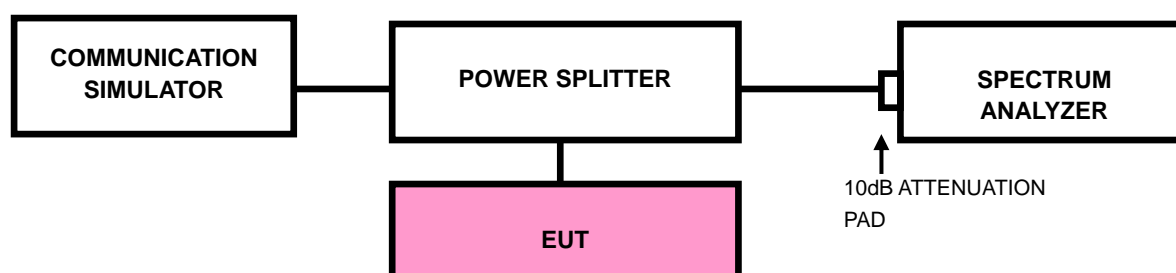 COMMUNICATION
SIMULATOR
POWER SPLITTER
SPECTRUM
ANALYZER
10dB ATTENUATION
PAD
EUT